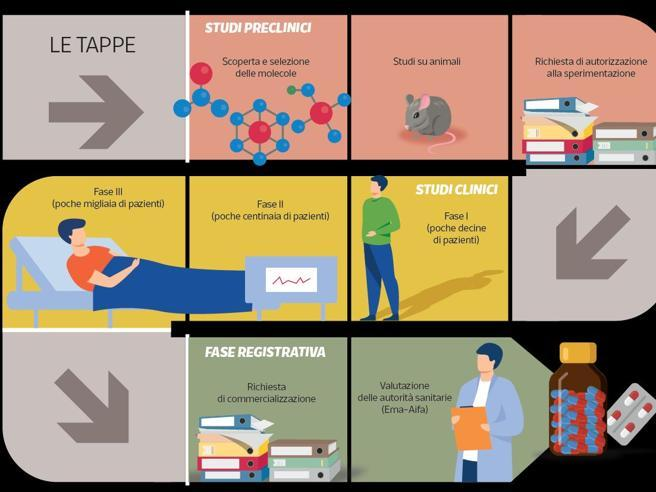 LE TAPPE
STUDI PRECLINICI
Scoperta e selezione
delle molecole
Studi su animali
Richiesta di autorizzazione
alla sperimentazione
STUDI CLINICI
Fase I
(poche decine
di pazienti)
Fase II
(poche centinaia di pazienti)
Fase III
(poche migliaia di pazienti)
FASE REGISTRATIVA
Richiesta
di commercializzazione
Valutazione
delle autorità sanitarie
(Ema-Aifa)